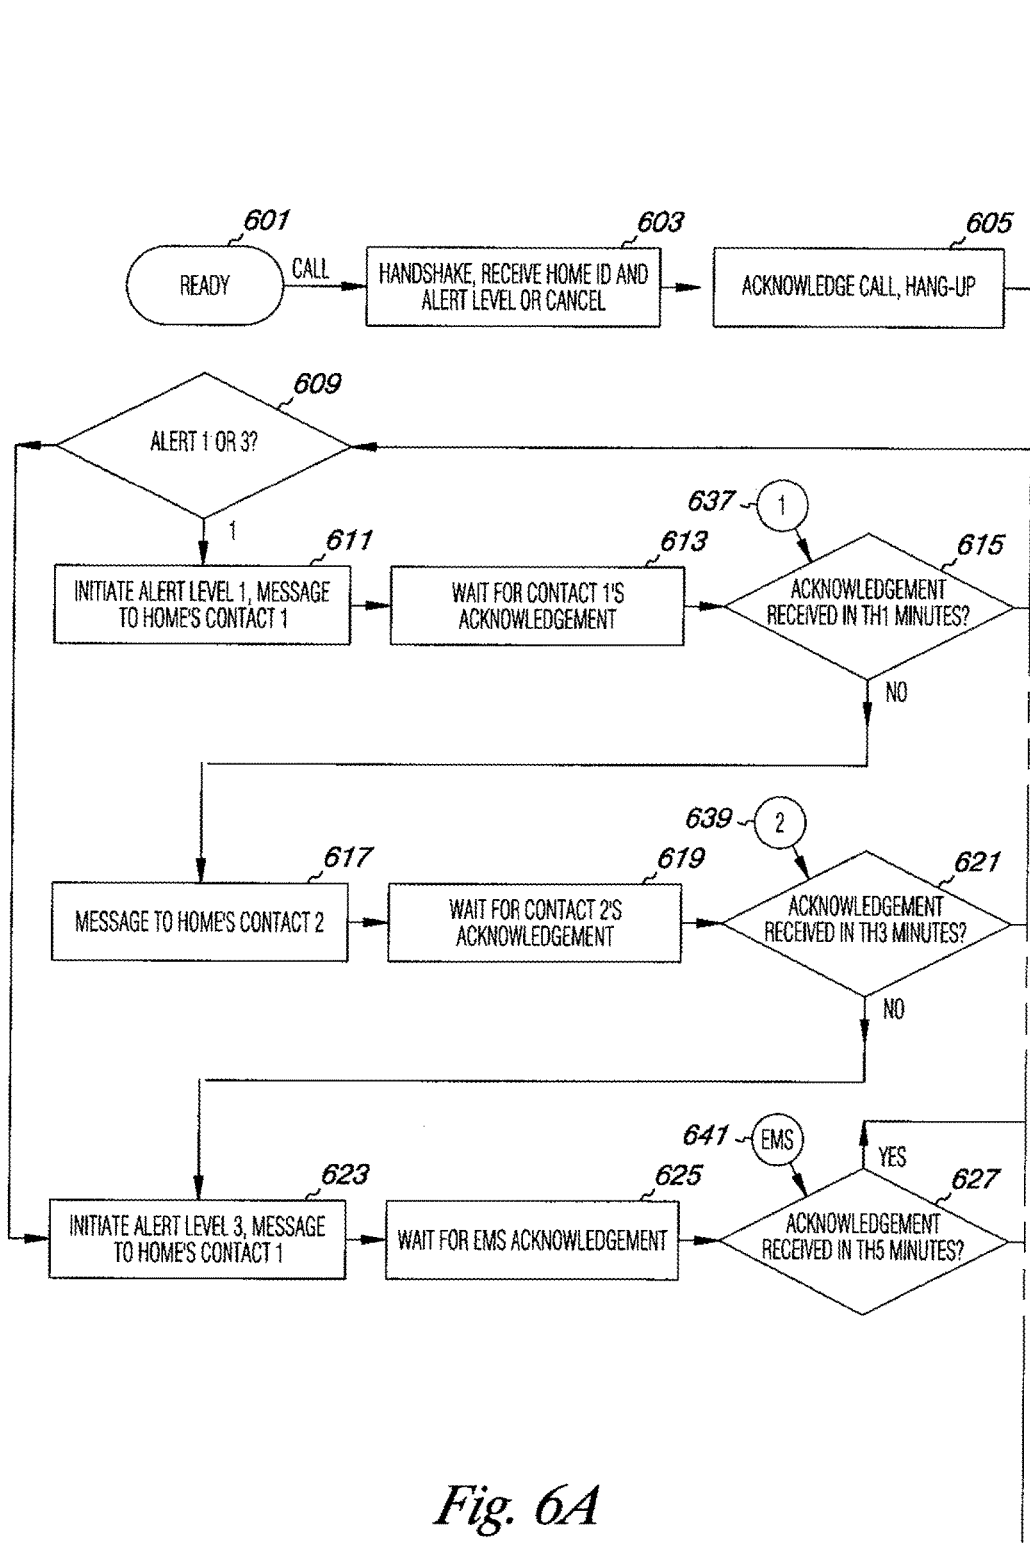 601
603
605
READY
CALL
HANDSHAKE, RECEIVE HOME ID AND
ALERT LEVEL OR CANCEL
ACKNOWLEDGE CALL, HANG-UP
609
ALERT 1 OR 3?
1
637
1
611
613
615
INITIATE ALERT LEVEL 1, MESSAGE
TO HOME'S CONTACT 1
WAIT FOR CONTACT 1'S
ACKNOWLEDGEMENT
ACKNOWLEDGEMENT
RECEIVED IN TH1 MINUTES?
NO
639
2
617
619
621
MESSAGE TO HOME'S CONTACT 2
WAIT FOR CONTACT 2'S
ACKNOWLEDGEMENT
ACKNOWLEDGEMENT
RECEIVED IN TH3 MINUTES?
NO
641
EMS
YES
623
625
627
INITIATE ALERT LEVEL 3, MESSAGE
TO HOME'S CONTACT 1
WAIT FOR EMS ACKNOWLEDGEMENT
ACKNOWLEDGEMENT
RECEIVED IN TH5 MINUTES?
Fig. 6A